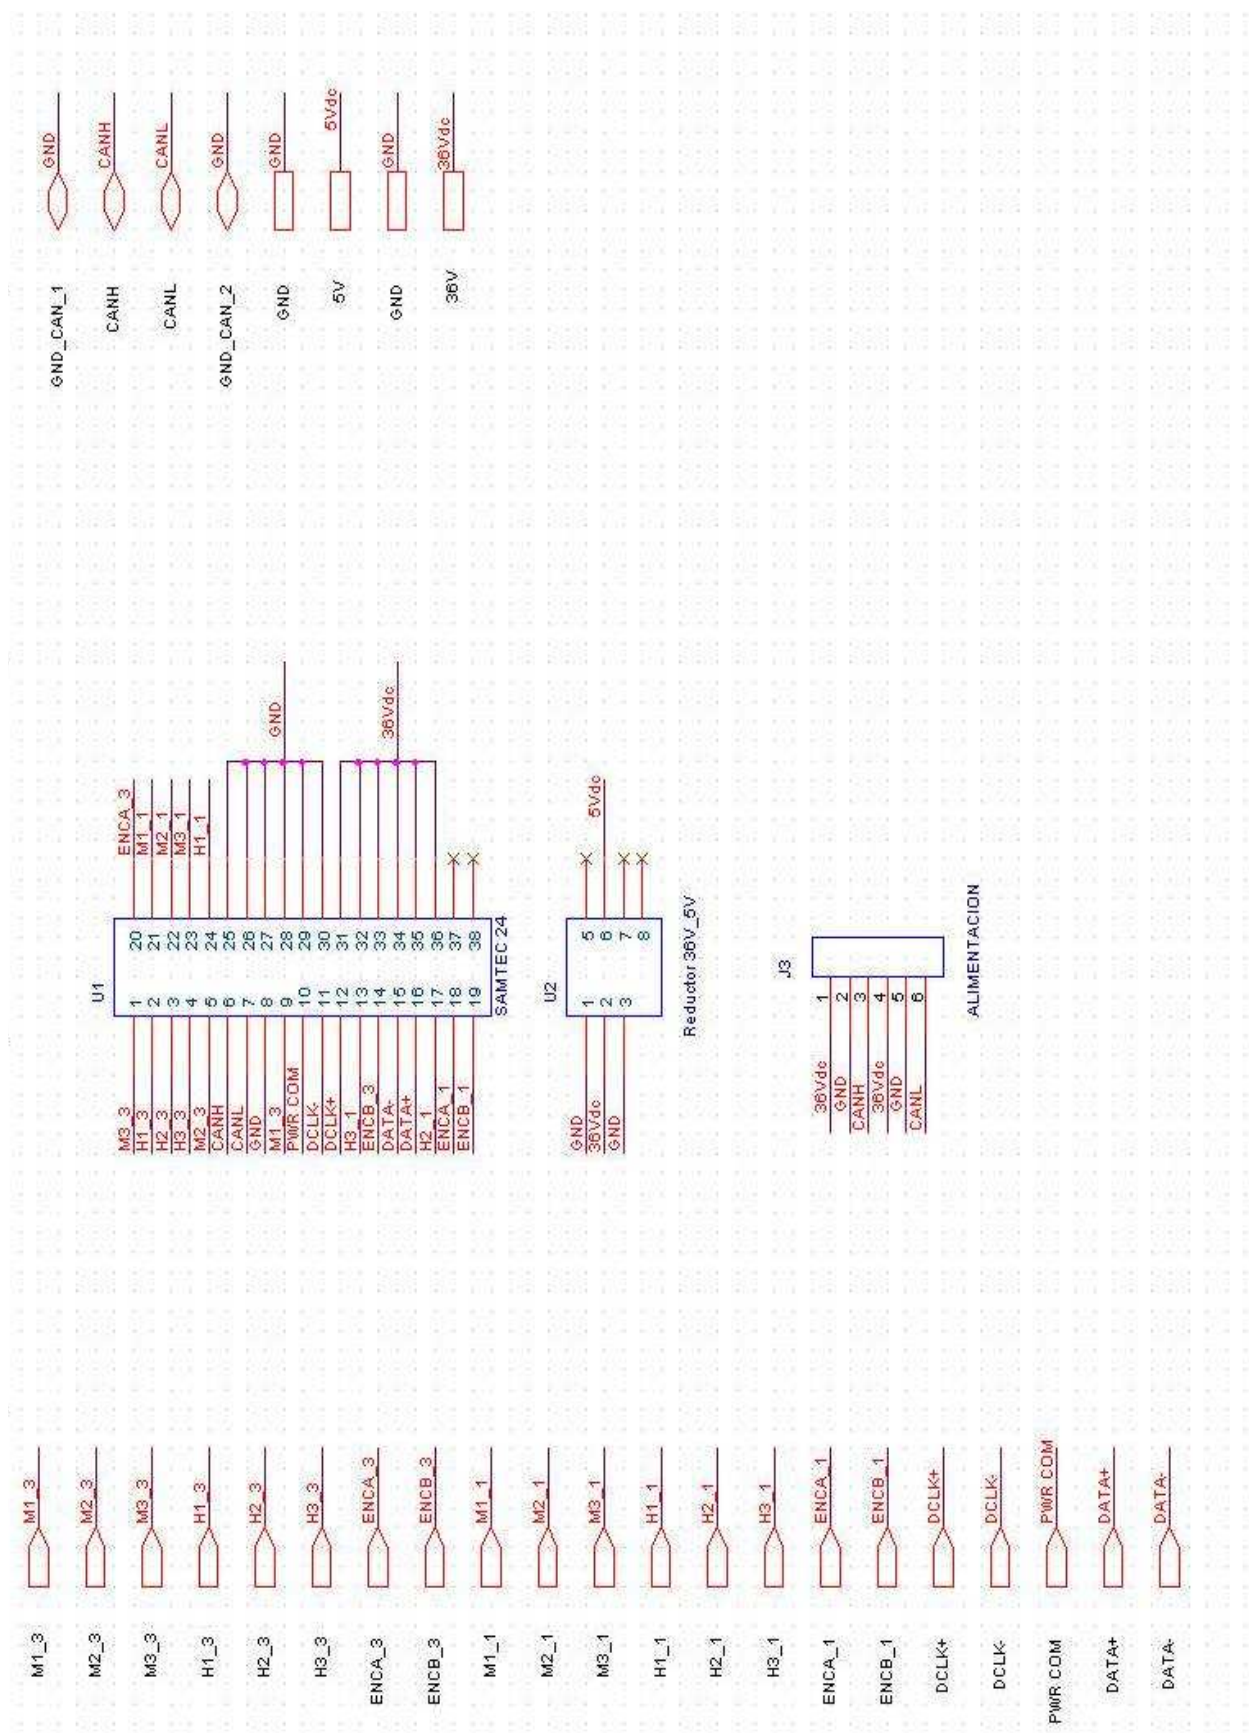 M1_3 M1_3
M2_3 M2_3
M3_3 M3_3
H1_3 H1_3
H2_3 H2_3
H3_3 H3_3
ENCA_3 ENCA_3
ENCB_3 ENCB_3
M1_1 M1_1
M2_1 M2_1
M3_1 M3_1
H1_1 H1_1
H2_1 H2_1
H3_1 H3_1
ENCA_1 ENCA_1
ENCB_1 ENCB_1
DCLK+ DCLK+
DCLK- DCLK-
PWR COM PWR COM
DATA+ DATA+
DATA- DATA-
U1
M3_3 1 20 ENCA_3
H1_3 2 21 M1_1
H2_3 3 22 M2_1
H3_3 4 23 M3_1
M2_3 5 24 H1_1
CANH 6 25
CANL 7 26
GND 8 27
M1_3 9 28 GND
PWR COM 10 29
DCLK- 11 30
DCLK+ 12 31
H3_1 13 32
ENCB_3 14 33
DATA- 15 34 36Vdc
DATA+ 16 35
H2_1 17 36
ENCA_1 18 37
ENCB_1 19 38
SAMTEC 24
U2
GND 1 5
36Vdc 2 6 5Vdc
GND 3 7
8
Reductor 36V_5V
J3
36Vdc 1
GND 2
CANH 3
36Vdc 4
GND 5
CANL 6
ALIMENTACION
GND_CAN_1 GND
CANH CANH
CANL CANL
GND_CAN_2 GND
GND GND
5V 5Vdc
GND GND
36V 36Vdc